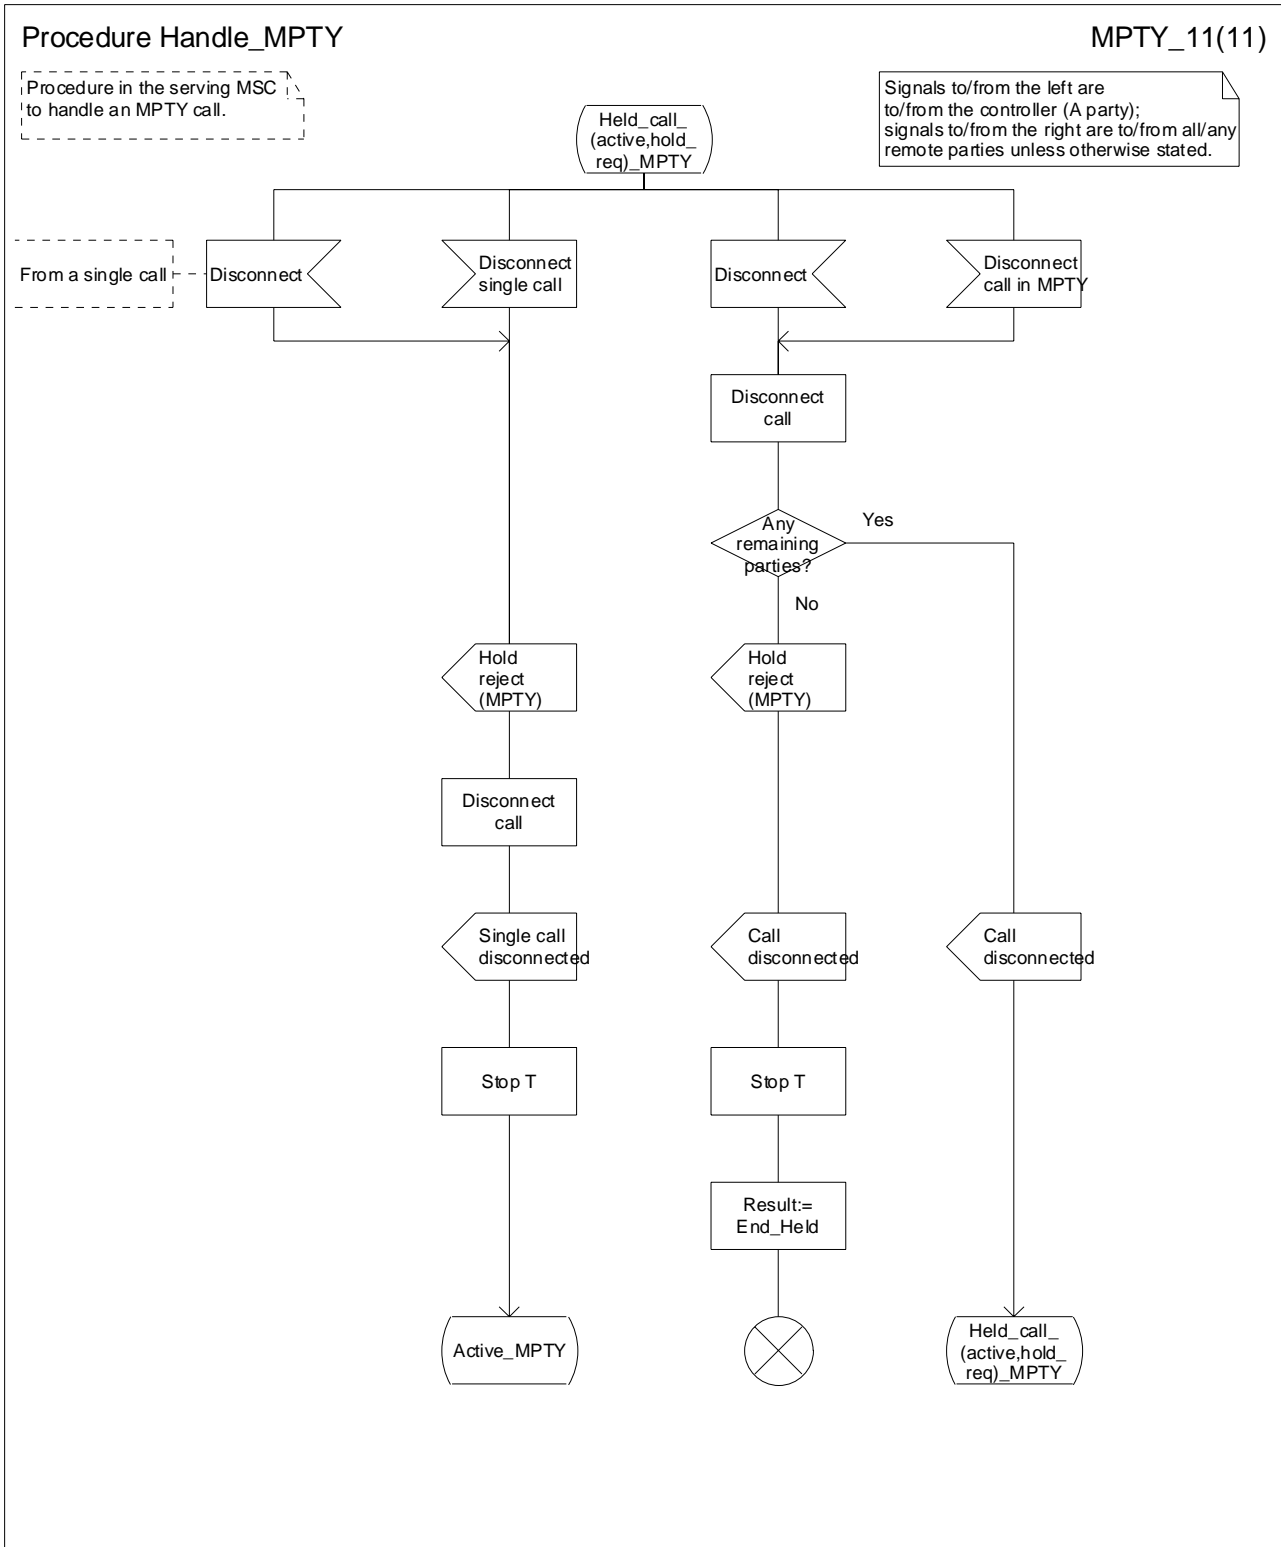 Procedure Handle_MPTY
MPTY_11(11)
Procedure in the serving MSC
to handle an MPTY call.
Signals to/from the left are
to/from the controller (A party);
signals to/from the right are to/from all/any
remote parties unless otherwise stated.
Held_call_
(active,hold_
req)_MPTY
From a single call
Disconnect
Disconnect
single call
Disconnect
Disconnect
call in MPTY
Disconnect
call
Any
remaining
parties?
Yes
No
Hold
reject
(MPTY)
Hold
reject
(MPTY)
Disconnect
call
Single call
disconnected
Call
disconnected
Call
disconnected
Stop T
Stop T
Result:=
End_Held
Active_MPTY
Held_call_
(active,hold_
req)_MPTY